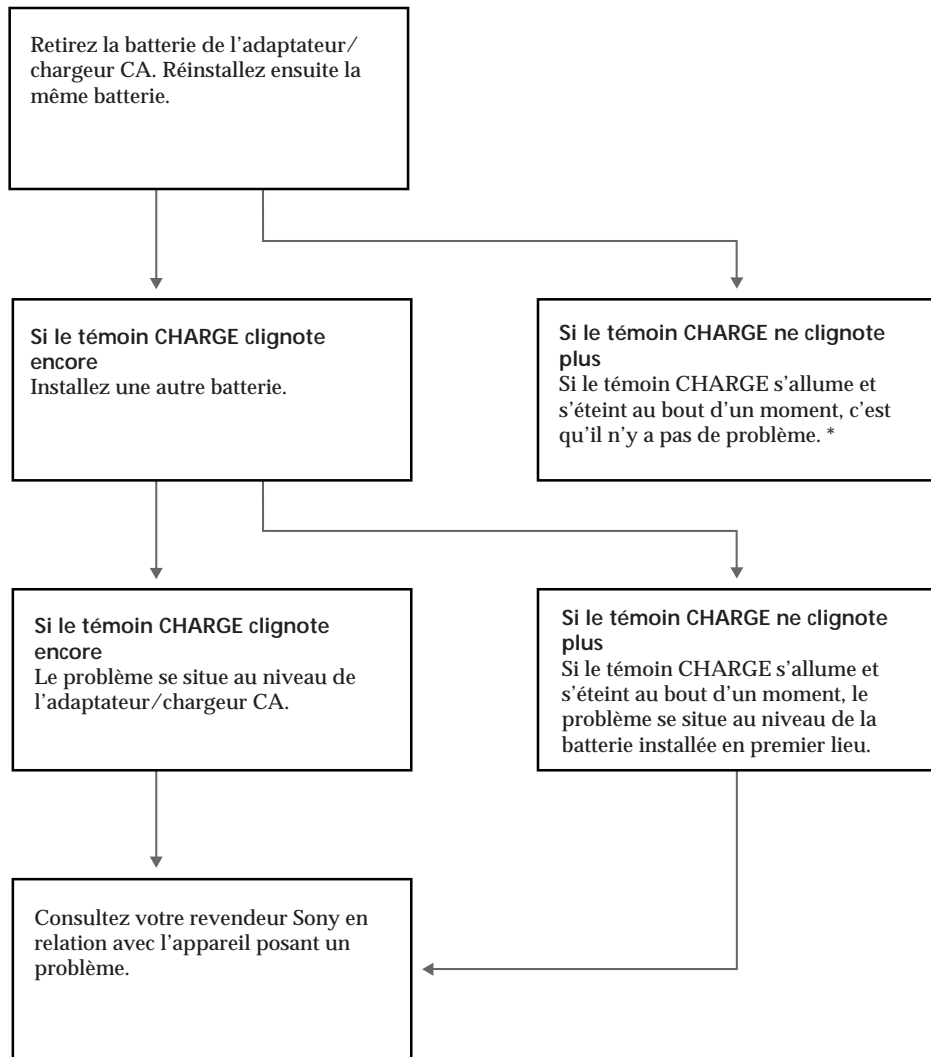 Retirez la batterie de l'adaptateur/
chargeur CA. Réinstallez ensuite la
même batterie.
Si le témoin CHARGE clignote
encore
Installez une autre batterie.
Si le témoin CHARGE ne clignote
plus
Si le témoin CHARGE s'allume et
s'éteint au bout d'un moment, c'est
qu'il n'y a pas de problème. *
Si le témoin CHARGE clignote
encore
Le problème se situe au niveau de
l'adaptateur/chargeur CA.
Si le témoin CHARGE ne clignote
plus
Si le témoin CHARGE s'allume et
s'éteint au bout d'un moment, le
problème se situe au niveau de la
batterie installée en premier lieu.
Consultez votre revendeur Sony en
relation avec l'appareil posant un
problème.